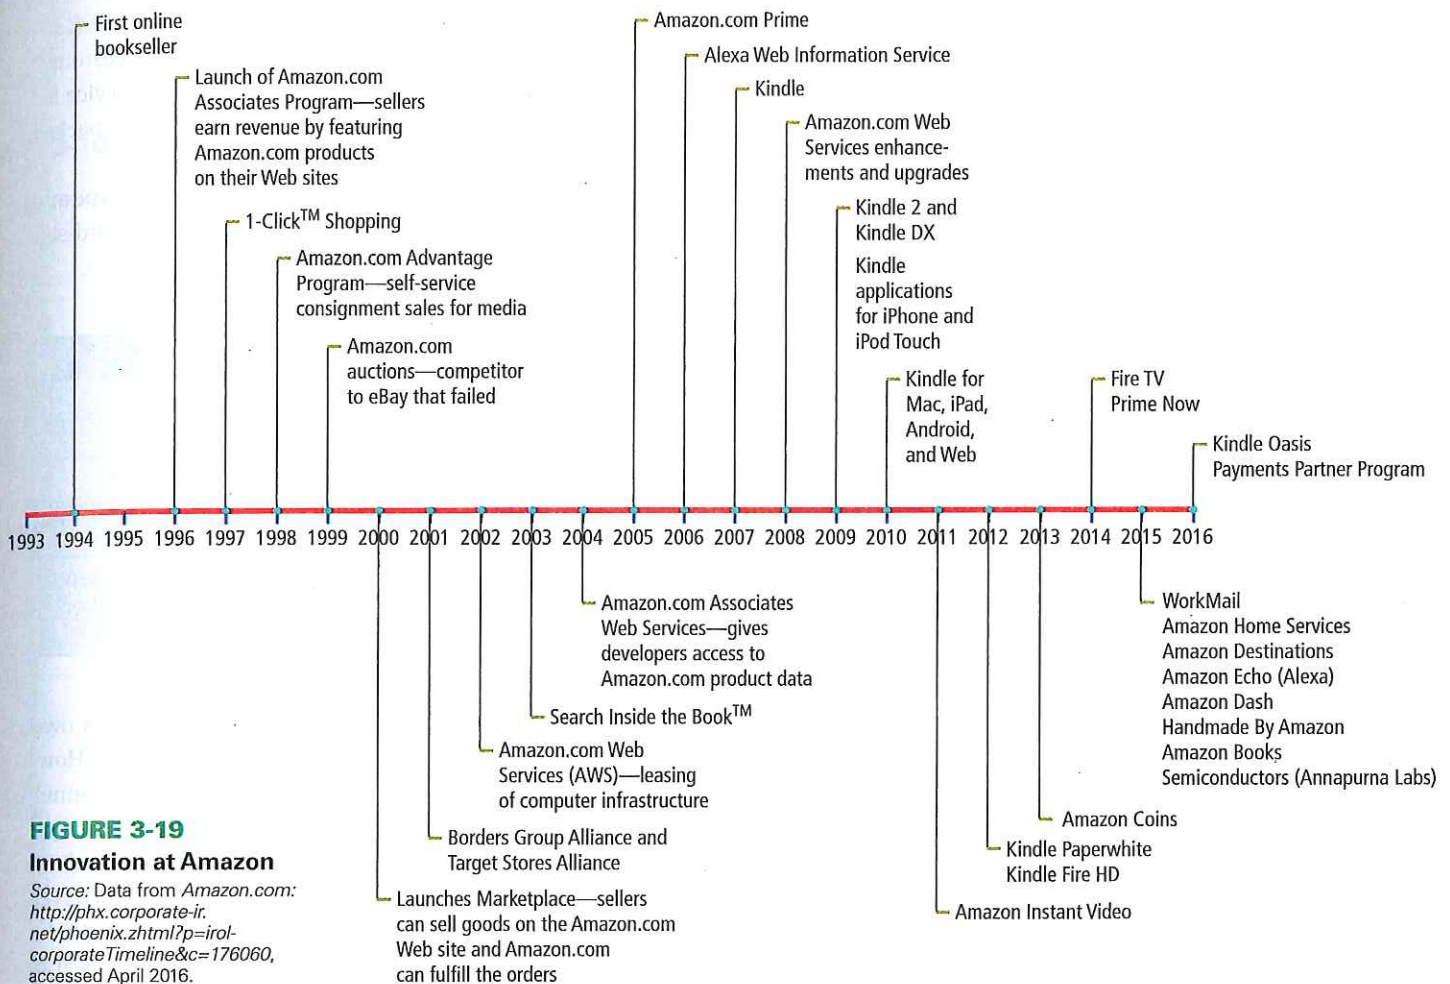 First online
bookseller
Launch of Amazon.com
Associates Program—sellers
earn revenue by featuring
Amazon.com products
on their Web sites
1-Click™ Shopping
Amazon.com Advantage
Program—self-service
consignment sales for media
Amazon.com
auctions—competitor
to eBay that failed
Amazon.com Prime
Alexa Web Information Service
Kindle
Amazon.com Web
Services enhance-
ments and upgrades
Kindle 2 and
Kindle DX
Kindle
applications
for iPhone and
iPod Touch
Kindle for
Mac, iPad,
Android,
and Web
Fire TV
Prime Now
Kindle Oasis
Payments Partner Program
1993 1994 1995 1996 1997 1998 1999 2000 2001 2002 2003 2004 2005 2006 2007 2008 2009 2010 2011 2012 2013 2014 2015 2016
Amazon.com Associates
Web Services—gives
developers access to
Amazon.com product data
Search Inside the Book™
Amazon.com Web
Services (AWS)—leasing
of computer infrastructure
Borders Group Alliance and
Target Stores Alliance
Launches Marketplace—sellers
can sell goods on the Amazon.com
Web site and Amazon.com
can fulfill the orders
WorkMail
Amazon Home Services
Amazon Destinations
Amazon Echo (Alexa)
Amazon Dash
Handmade By Amazon
Amazon Books
Semiconductors (Annapurna Labs)
Amazon Coins
Kindle Paperwhite
Kindle Fire HD
Amazon Instant Video
FIGURE 3-19
Innovation at Amazon
Source: Data from Amazon.com:
http://phx.corporate-ir.
net/phoenix.zhtml?p=irol-
corporateTimeline&c=176060,
accessed April 2016.